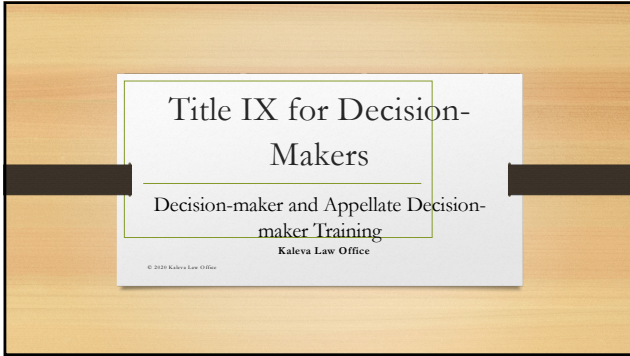 Title IX for Decision-
Makers
Decision-maker and Appellate Decision-
maker Training
Kaleva Law Office
© 2020 Kaleva Law Office